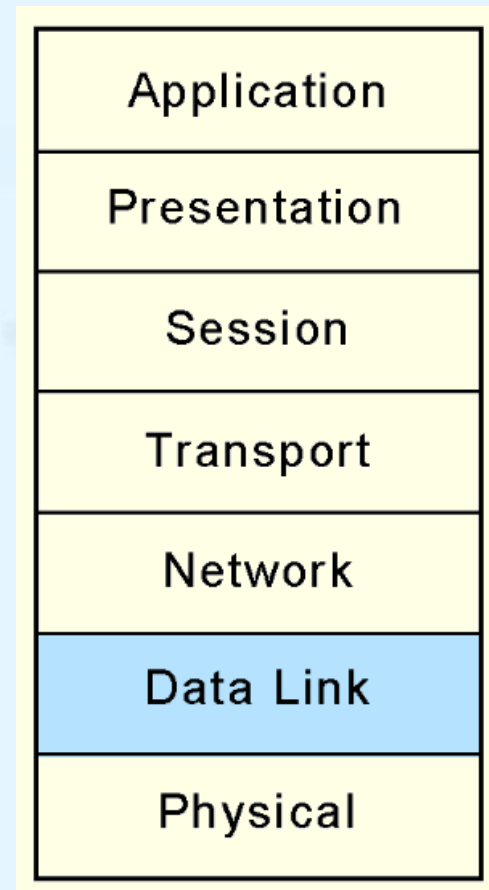 Application
Presentation
Session
Transport
Network
Data Link
Physical